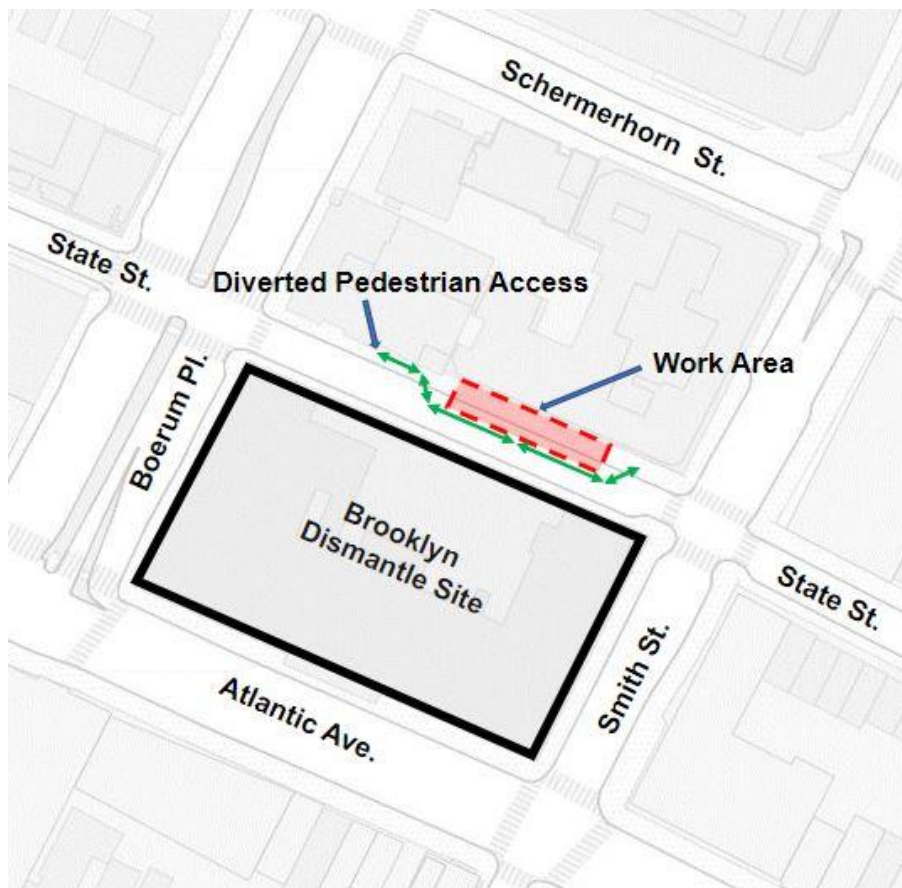 Schermerhorn St.
State St.
Diverted Pedestrian Access
Work Area
Boerum Pl.
Brooklyn
Dismantle Site
State St.
Smith St.
Atlantic Ave.